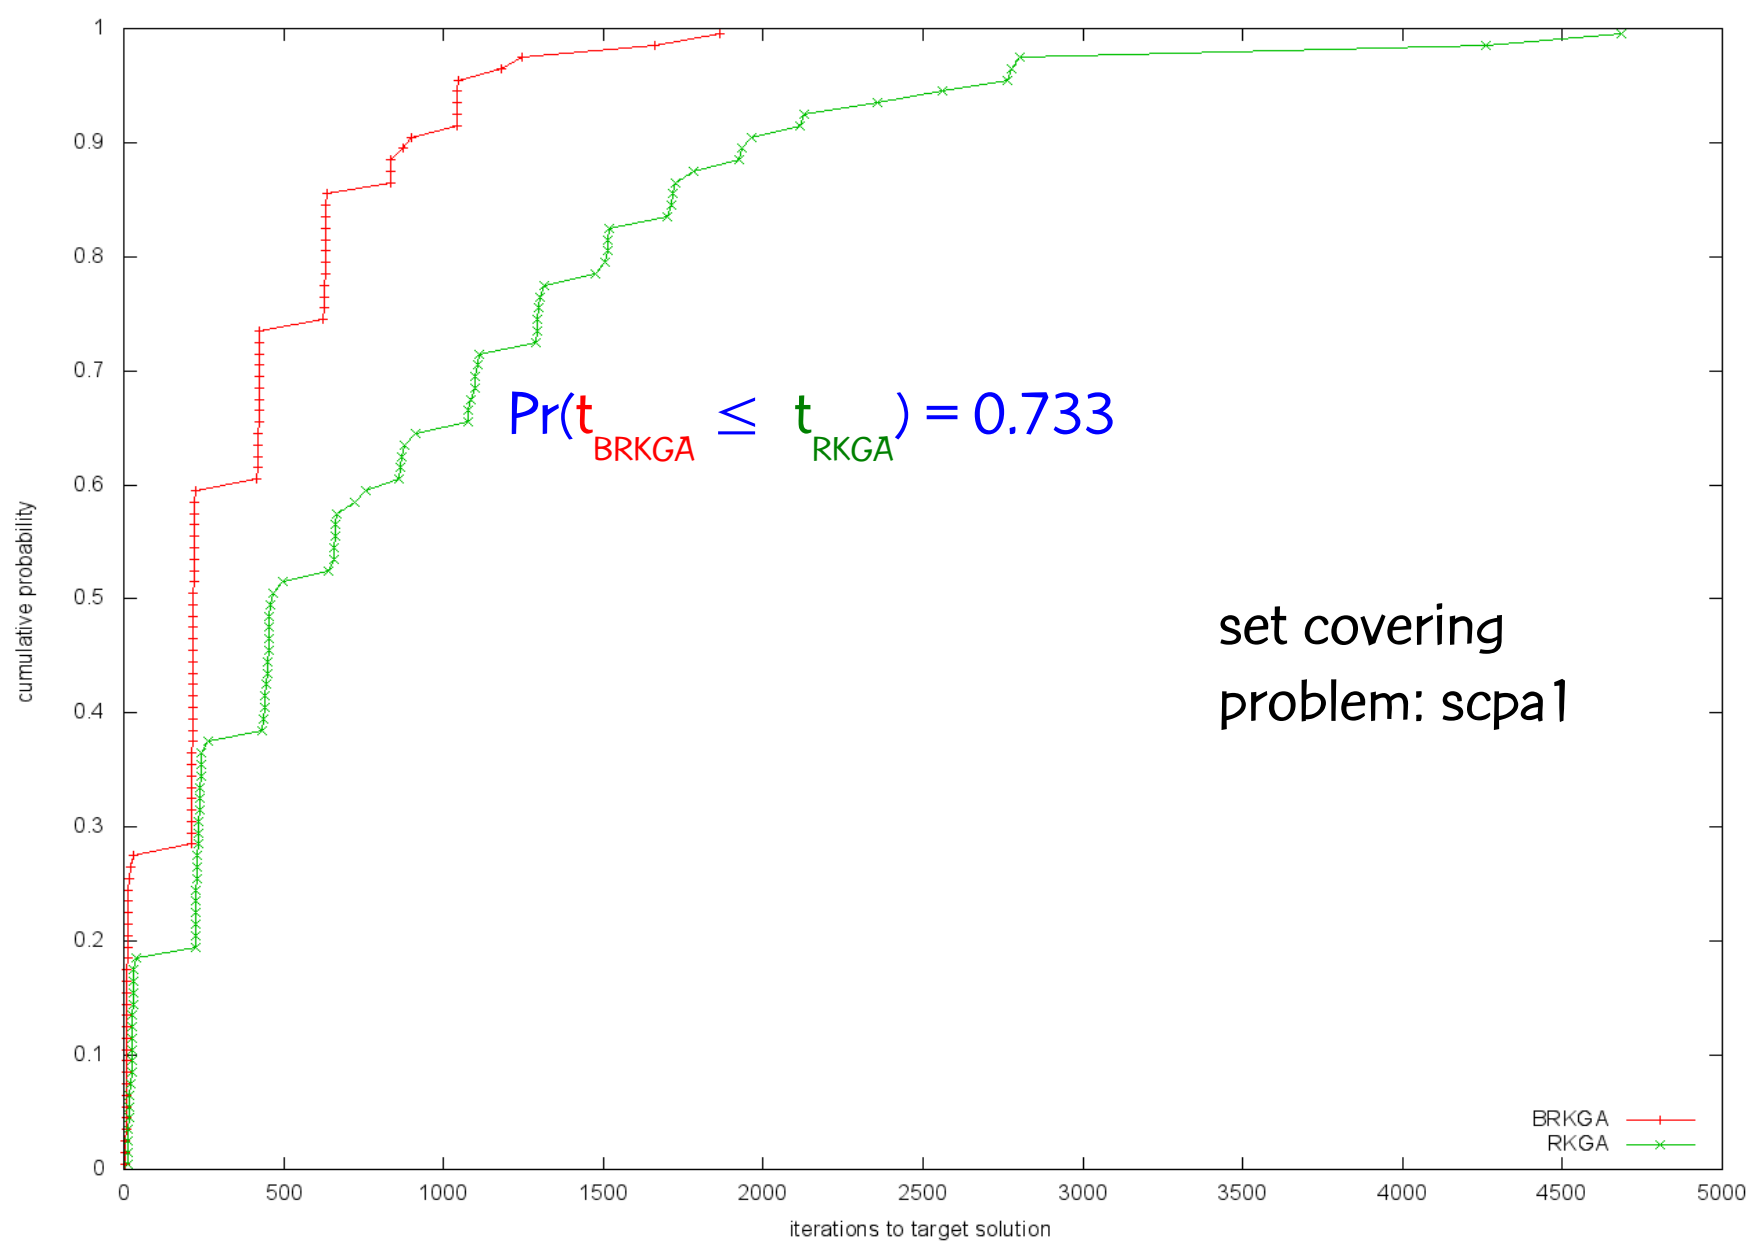 1
0.9
0.8
0.7
0.6
0.5
0.4
0.3
0.2
0.1
0
cumulative probability
Pr(t_BRKGA ≤ t_RKGA) = 0.733
set covering
problem: scpa1
BRKGA
RKGA
0 500 1000 1500 2000 2500 3000 3500 4000 4500 5000
iterations to target solution